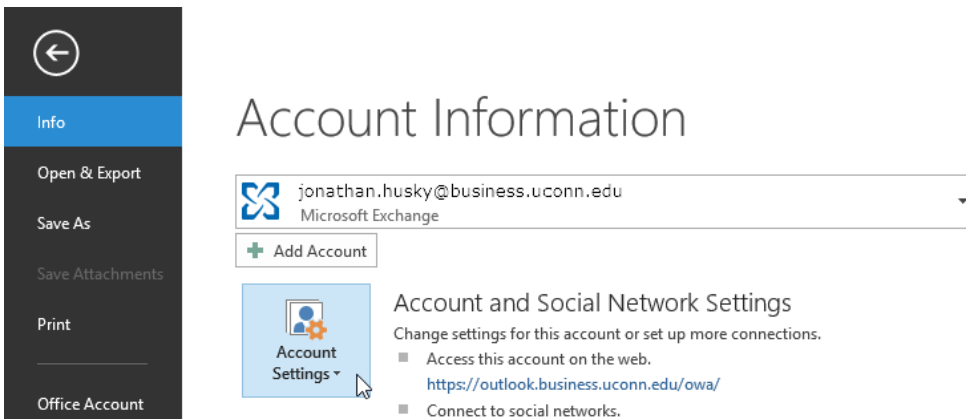 Info
Open & Export
Save As
Save Attachments
Print
Office Account
Account Information
jonathan.husky@business.uconn.edu
Microsoft Exchange
Add Account
Account
Settings
Account and Social Network Settings
Change settings for this account or set up more connections.
Access this account on the web.
https://outlook.business.uconn.edu/owa/
Connect to social networks.